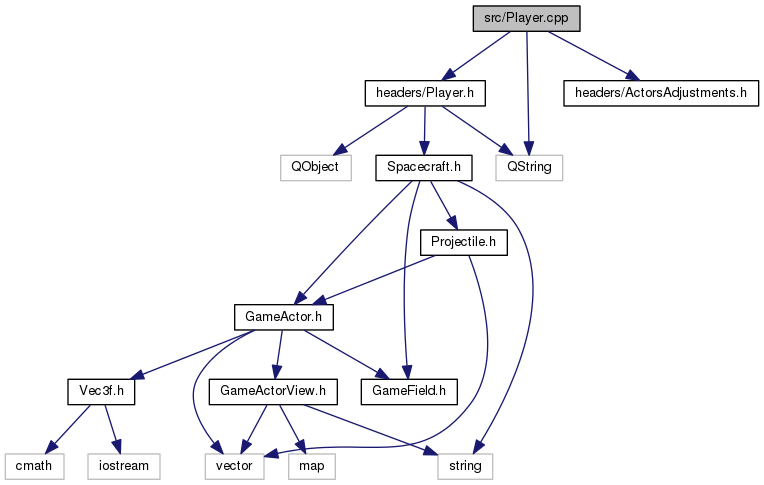 src/Player.cpp
headers/Player.h
headers/ActorsAdjustments.h
QObject
Spacecraft.h
QString
Projectile.h
GameActor.h
Vec3f.h
GameActorView.h
GameField.h
cmath
iostream
vector
map
string